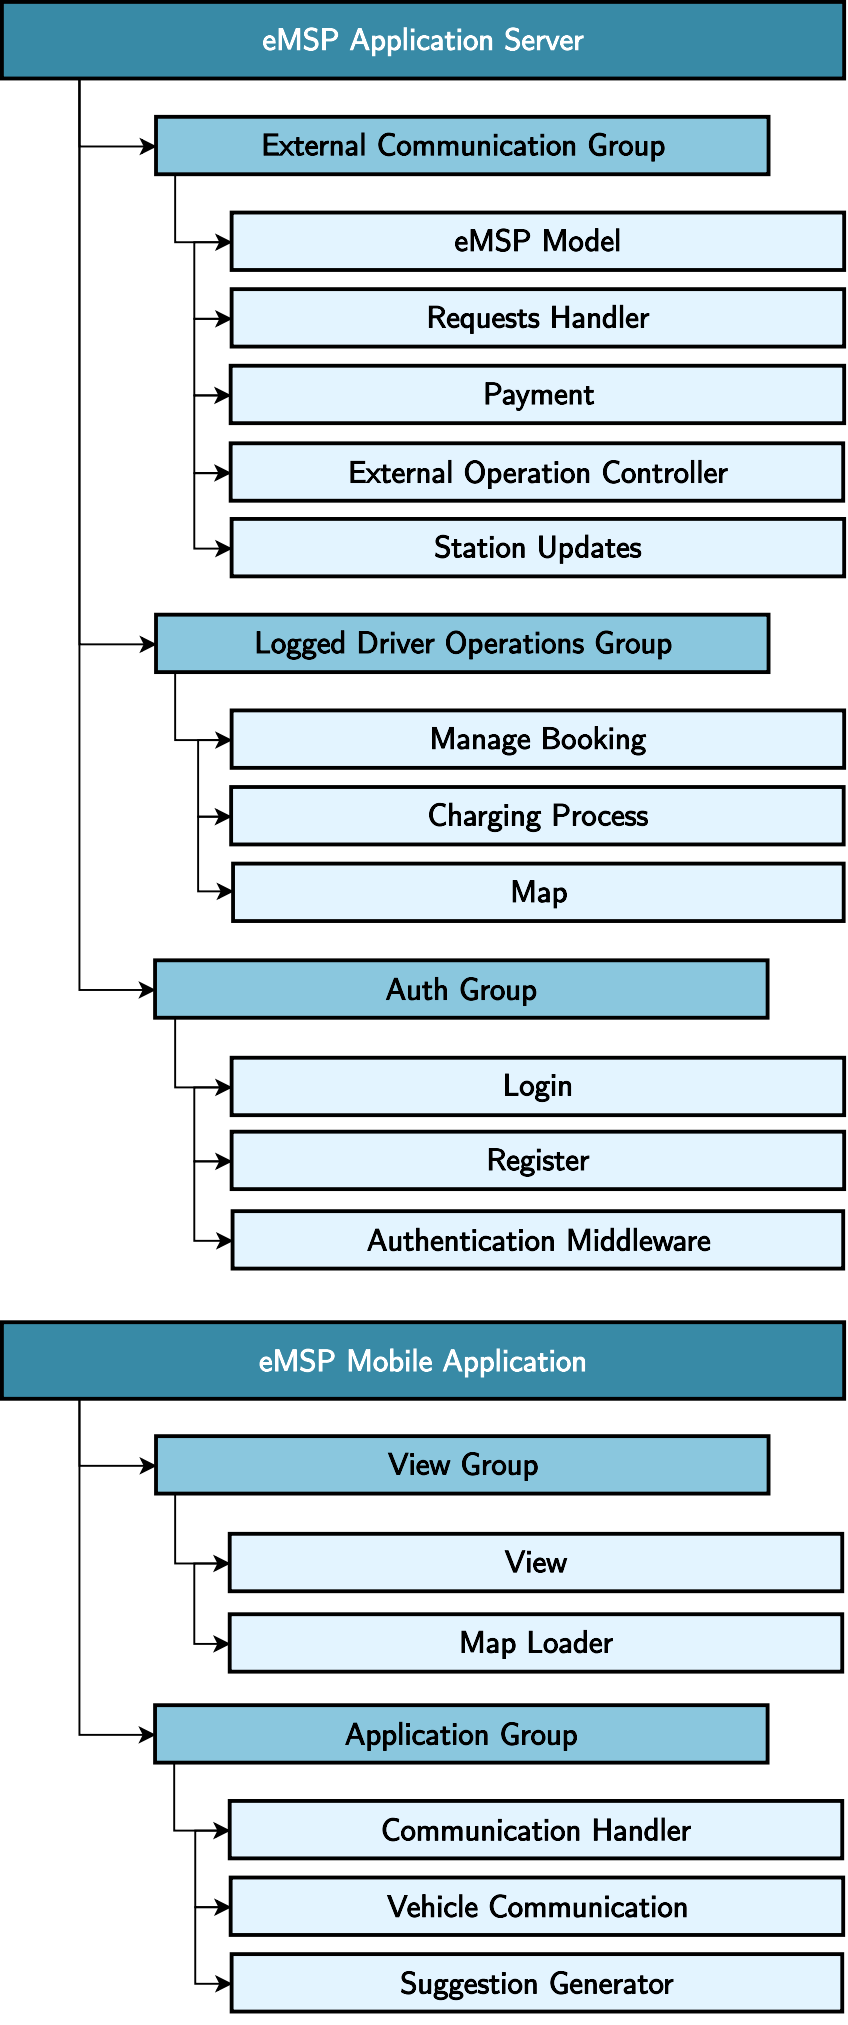 eMSP Application Server
External Communication Group
eMSP Model
Requests Handler
Payment
External Operation Controller
Station Updates
Logged Driver Operations Group
Manage Booking
Charging Process
Map
Auth Group
Login
Register
Authentication Middleware
eMSP Mobile Application
View Group
View
Map Loader
Application Group
Communication Handler
Vehicle Communication
Suggestion Generator